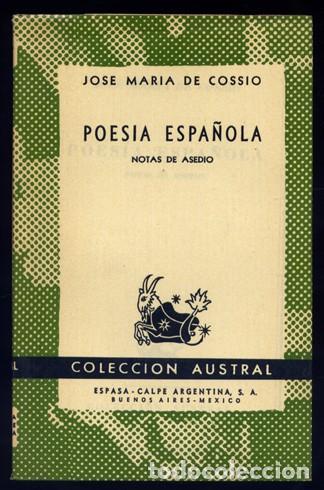 JOSE MARIA DE COSSIO
POESIA ESPAÑOLA
NOTAS DE ASEDIO
COLECCION AUSTRAL
ESPASA - CALPE ARGENTINA, S. A.
BUENOS AIRES - MEXICO
todocoleccion